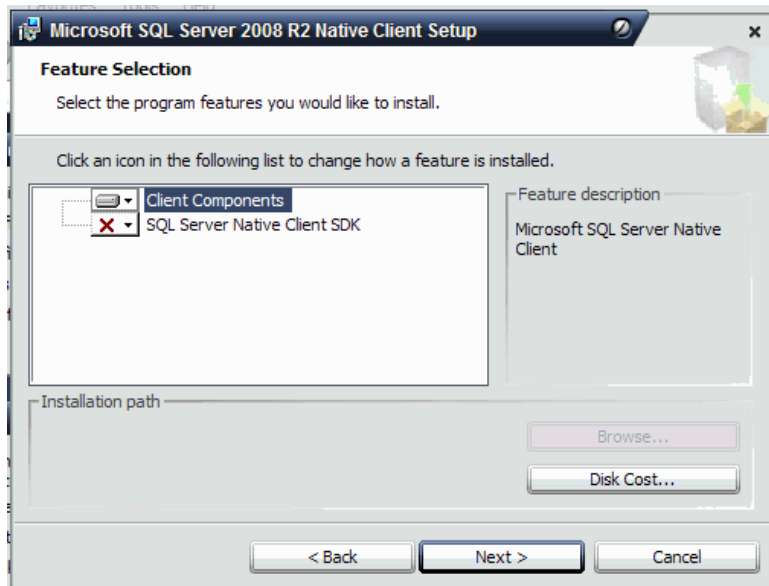 Microsoft SQL Server 2008 R2 Native Client Setup
Feature Selection
Select the program features you would like to install.
Click an icon in the following list to change how a feature is installed.
Client Components
SQL Server Native Client SDK
Feature description
Microsoft SQL Server Native
Client
Installation path
Browse...
Disk Cost...
< Back
Next >
Cancel